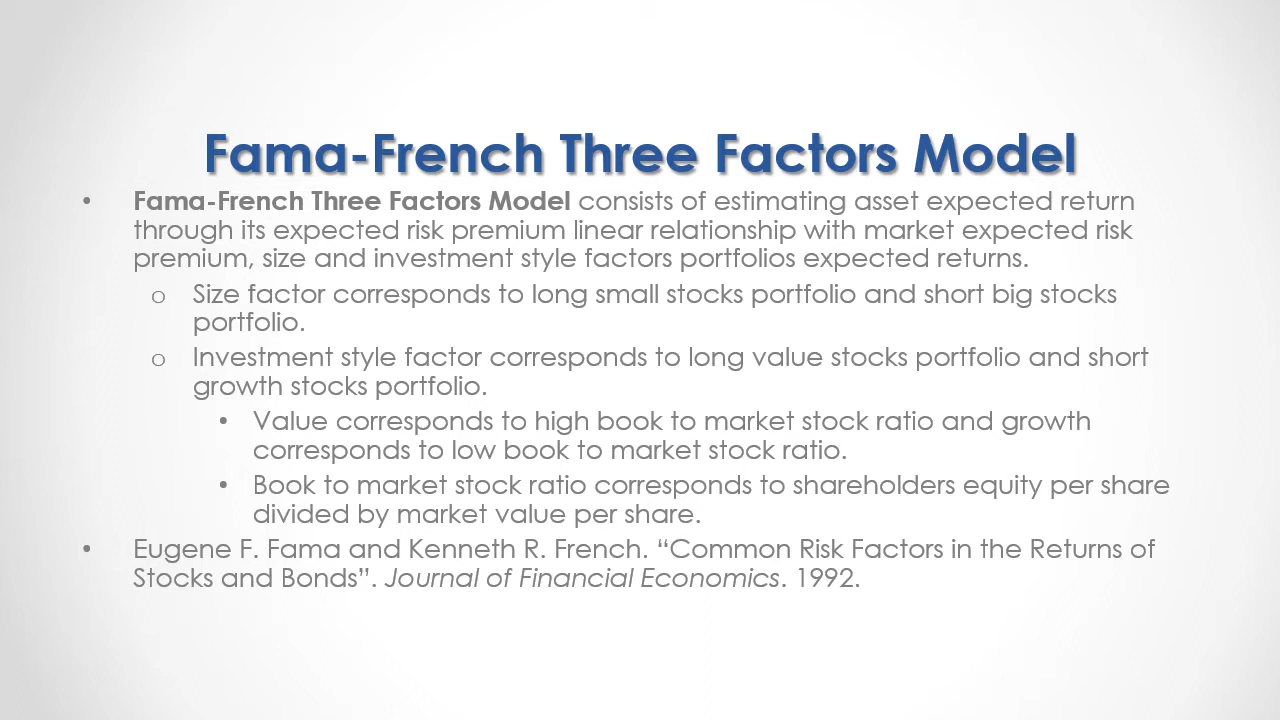 Fama-French Three Factors Model
• Fama-French Three Factors Model consists of estimating asset expected return
through its expected risk premium linear relationship with market expected risk
premium, size and investment style factors portfolios expected returns.
o Size factor corresponds to long small stocks portfolio and short big stocks
portfolio.
o Investment style factor corresponds to long value stocks portfolio and short
growth stocks portfolio.
• Value corresponds to high book to market stock ratio and growth
corresponds to low book to market stock ratio.
• Book to market stock ratio corresponds to shareholders equity per share
divided by market value per share.
• Eugene F. Fama and Kenneth R. French. “Common Risk Factors in the Returns of
Stocks and Bonds”. Journal of Financial Economics. 1992.